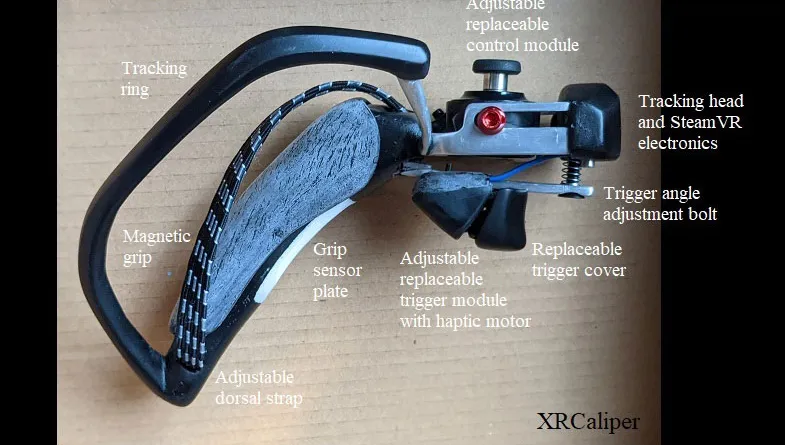 Adjustable
replaceable
control module
Tracking
ring
Tracking head
and SteamVR
electronics
Trigger angle
adjustment bolt
Magnetic
grip
Grip
sensor
plate
Adjustable
replaceable
trigger module
with haptic motor
Replaceable
trigger cover
Adjustable
dorsal strap
XRCaliper